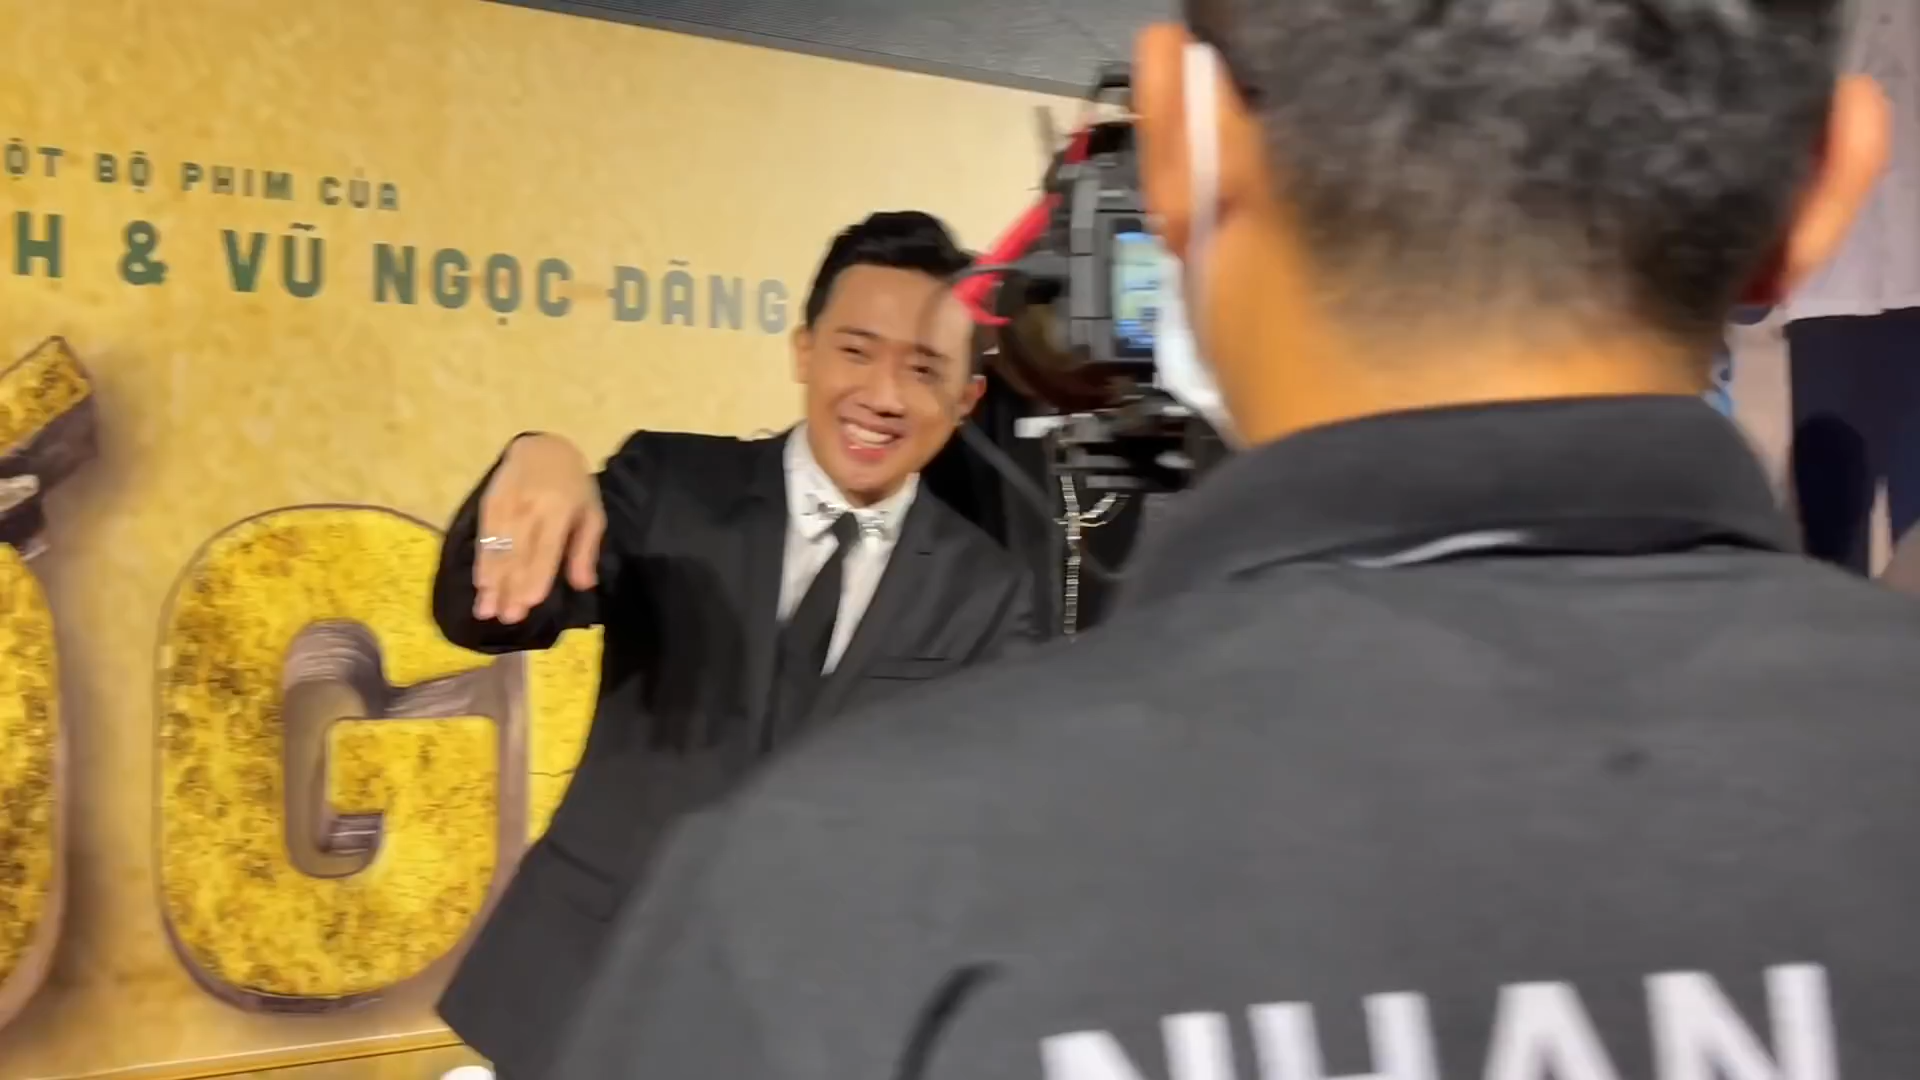 ỘT BỘ PHIM CỦA
H & VŨ NGỌC ĐÃNG
G
NHAN